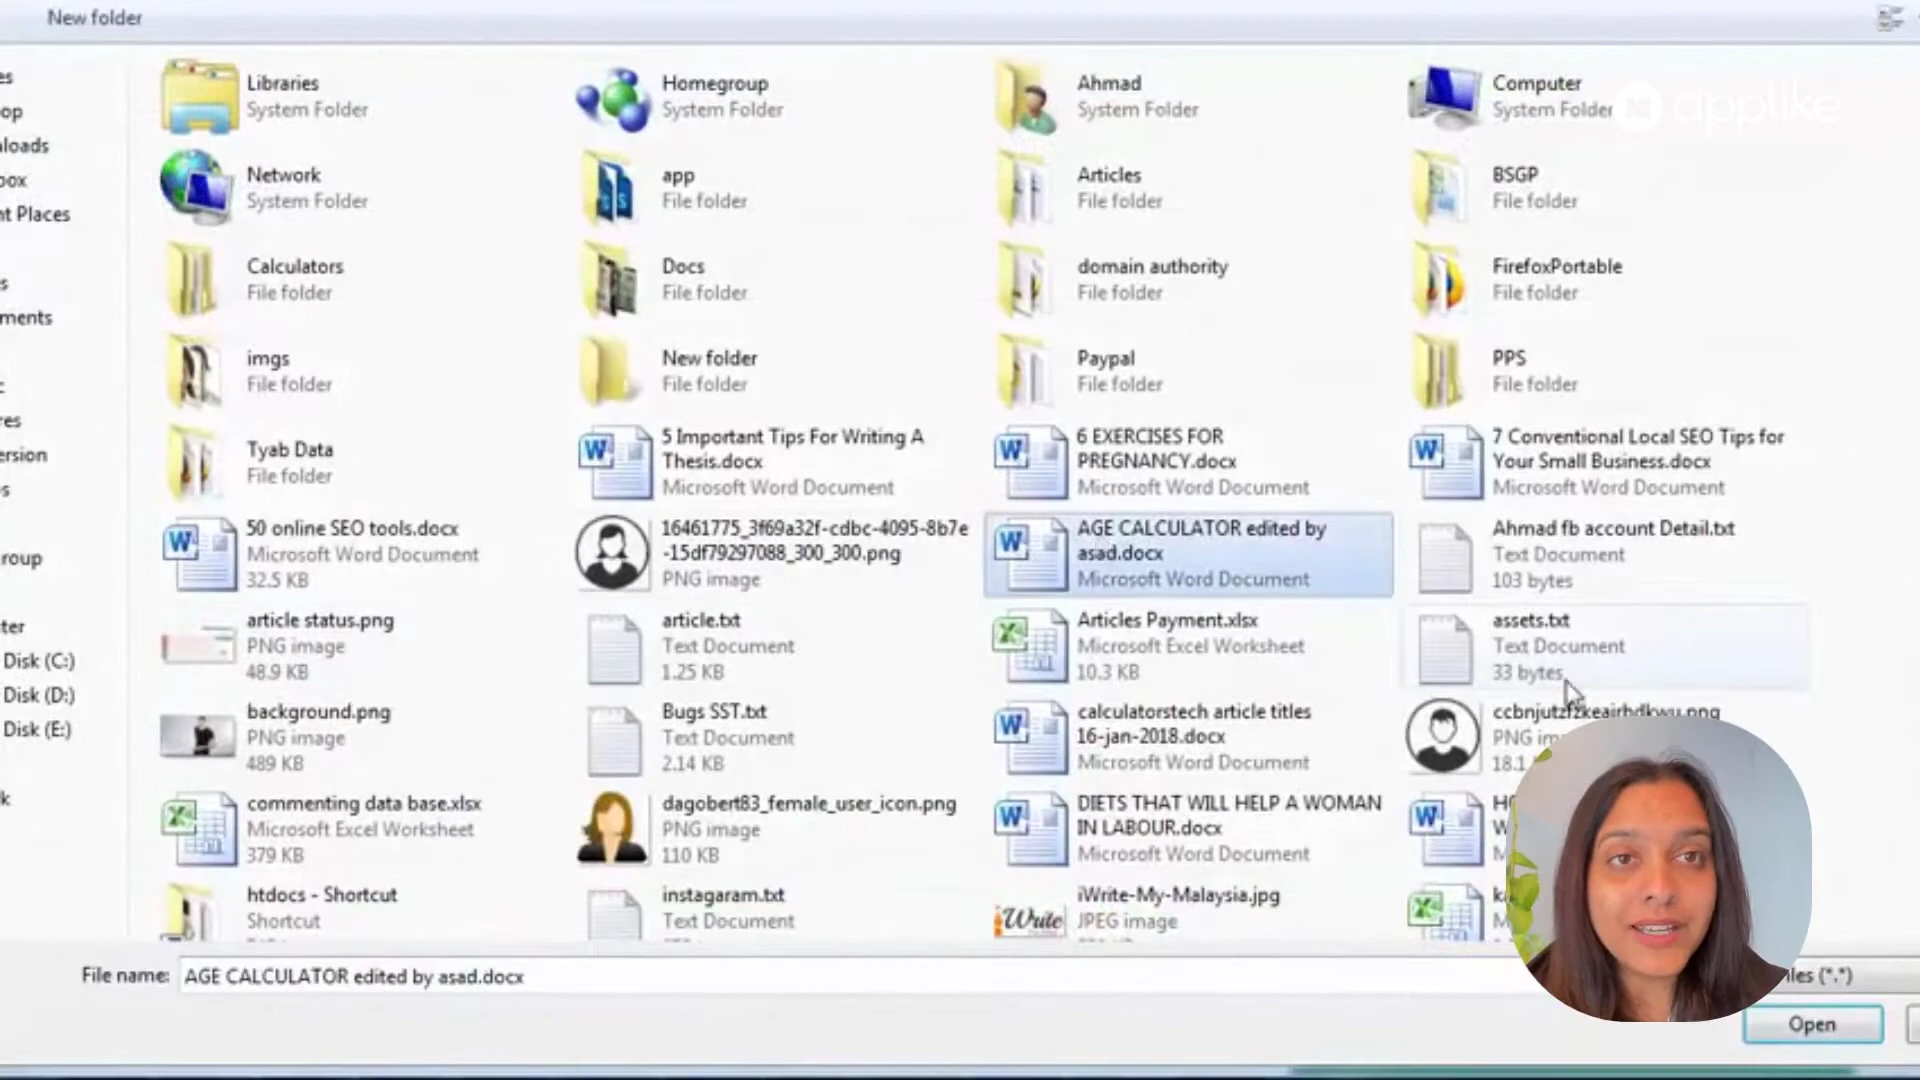 New folder
Libraries
System Folder
Homegroup
System Folder
Ahmad
System Folder
Computer
System Folder
applike
Network
System Folder
app
File folder
Articles
File folder
BSGP
File folder
Calculators
File folder
Docs
File folder
domain authority
File folder
FirefoxPortable
File folder
imgs
File folder
New folder
File folder
Paypal
File folder
PPS
File folder
Tyab Data
File folder
5 Important Tips For Writing A
Thesis.docx
Microsoft Word Document
6 EXERCISES FOR
PREGNANCY.docx
Microsoft Word Document
7 Conventional Local SEO Tips for
Your Small Business.docx
Microsoft Word Document
50 online SEO tools.docx
Microsoft Word Document
32.5 KB
16461775_3f69a32f-cdbc-4095-8b7e
-15df79297088_300_300.png
PNG image
AGE CALCULATOR edited by
asad.docx
Microsoft Word Document
Ahmad fb account Detail.txt
Text Document
103 bytes
article status.png
PNG image
48.9 KB
article.txt
Text Document
1.25 KB
Articles Payment.xlsx
Microsoft Excel Worksheet
10.3 KB
assets.txt
Text Document
33 bytes
background.png
PNG image
489 KB
Bugs SST.txt
Text Document
2.14 KB
calculatorstech article titles
16-jan-2018.docx
Microsoft Word Document
PNG
18.1
commenting data base.xlsx
Microsoft Excel Worksheet
379 KB
dagobert83_female_user_icon.png
PNG image
110 KB
DIETS THAT WILL HELP A WOMAN
IN LABOUR.docx
Microsoft Word Document
htdocs - Shortcut
Shortcut
instagaram.txt
Text Document
iWrite-My-Malaysia.jpg
JPEG image
iWrite
nt Places
Disk (C:)
Disk (D:)
Disk (E:)
File name: AGE CALCULATOR edited by asad.docx
(*.*)
Open